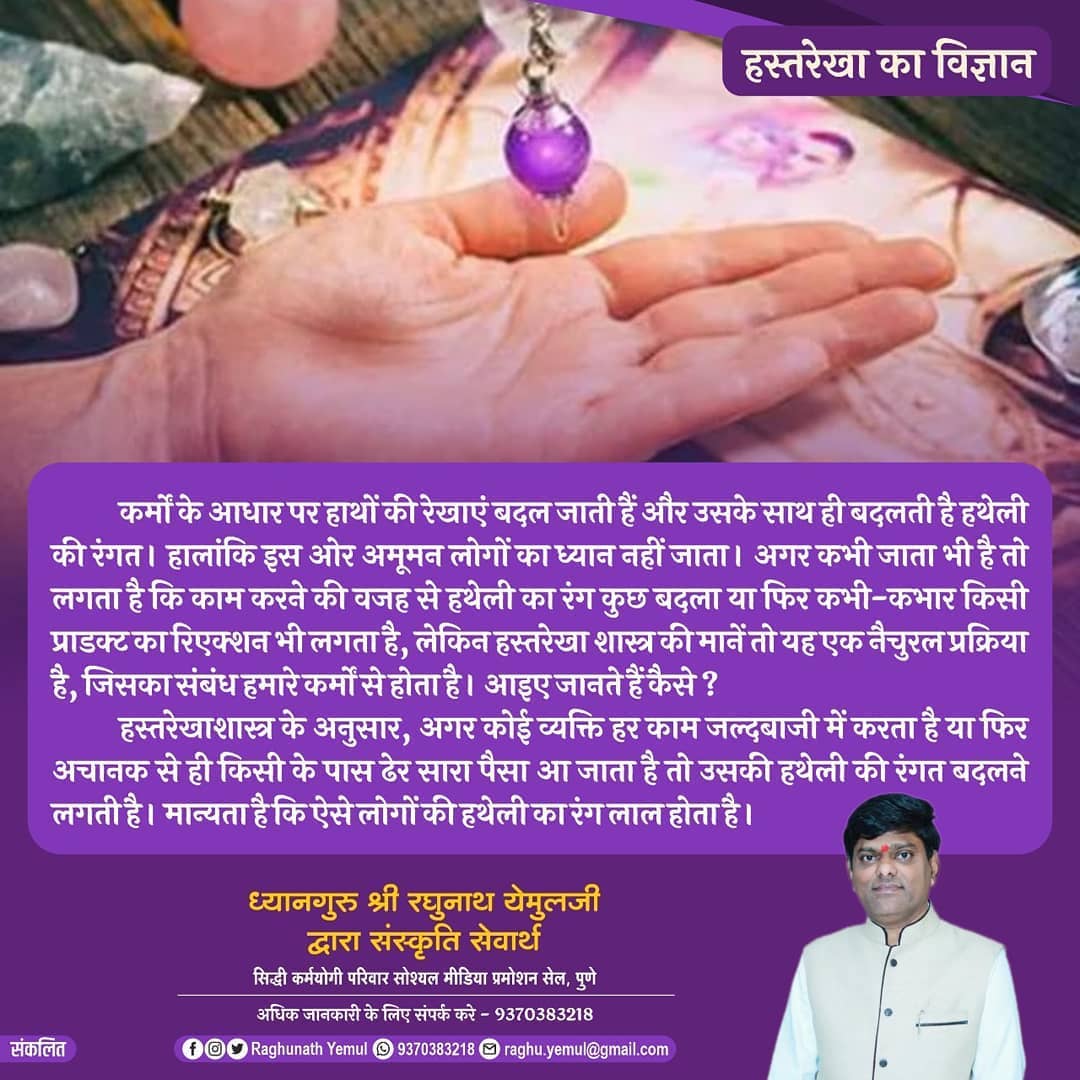 हस्तरेखा का विज्ञान
कर्मों के आधार पर हाथों की रेखाएं बदल जाती हैं और उसके साथ ही बदलती है हथेली
की रंगत। हालांकि इस ओर अमूमन लोगों का ध्यान नहीं जाता। अगर कभी जाता भी है तो
लगता है कि काम करने की वजह से हथेली का रंग कुछ बदला या फिर कभी-कभार किसी
प्राडक्ट का रिएक्शन भी लगता है, लेकिन हस्तरेखा शास्त्र की मानें तो यह एक नैचुरल प्रक्रिया
है, जिसका संबंध हमारे कर्मों से होता है। आइए जानते हैं कैसे ?
हस्तरेखाशास्त्र के अनुसार, अगर कोई व्यक्ति हर काम जल्दबाजी में करता है या फिर
अचानक से ही किसी के पास ढेर सारा पैसा आ जाता है तो उसकी हथेली की रंगत बदलने
लगती है। मान्यता है कि ऐसे लोगों की हथेली का रंग लाल होता है।
ध्यानगुरु श्री रघुनाथ येमुलजी
द्वारा संस्कृति सेवार्थ
सिद्धी कर्मयोगी परिवार सोश्यल मीडिया प्रमोशन सेल, पुणे
अधिक जानकारी के लिए संपर्क करे - 9370383218
संकलित
Raghunath Yemul 9370383218 raghu.yemul@gmail.com